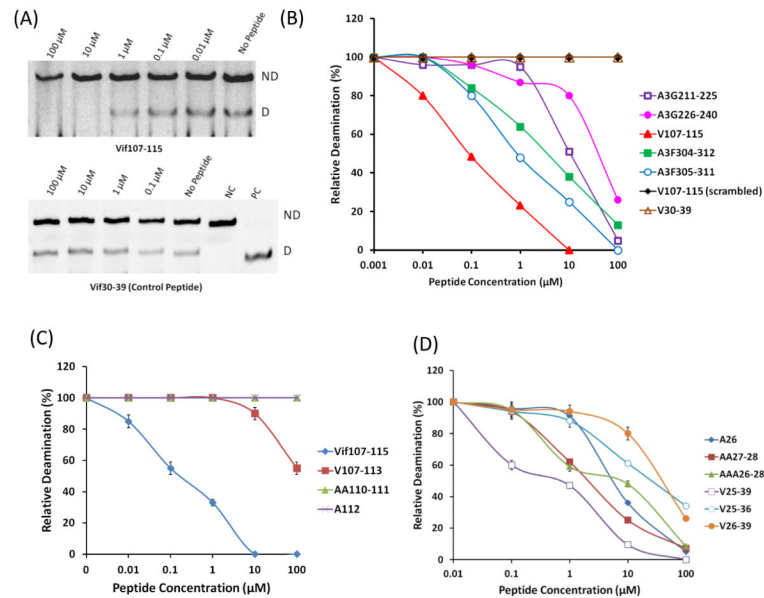 (A)
100 µM
10 µM
1 µM
0.1 µM
0.01 µM
No Peptide
ND
D
Vif107-115
100 µM
10 µM
1 µM
0.1 µM
No Peptide
NC
PC
ND
D
Vif30-39 (Control Peptide)
(B)
Relative Deamination (%)
120
100
80
60
40
20
0
0.001 0.01 0.1 1 10 100
Peptide Concentration (µM)
A3G211-225
A3G226-240
V107-115
A3F304-312
A3F305-311
V107-115 (scrambled)
V30-39
(C)
Relative Deamination (%)
120
100
80
60
40
20
0
0 0.01 0.1 1 10 100
Peptide Concentration (µM)
Vif107-115
V107-113
AA110-111
A112
(D)
Relative Deamination (%)
120
100
80
60
40
20
0
0.01 0.1 1 10 100
Peptide Concentration (µM)
A26
AA27-28
AAA26-28
V25-39
V25-36
V26-39